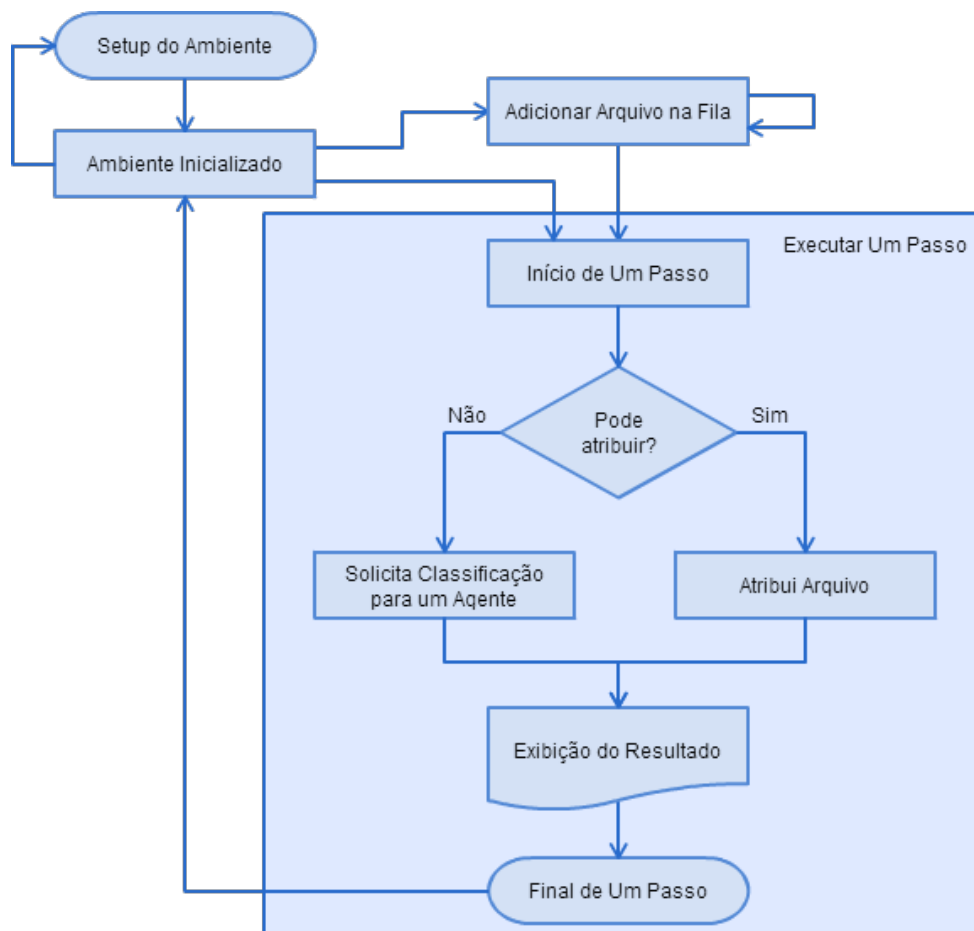 Setup do Ambiente
Adicionar Arquivo na Fila
Ambiente Inicializado
Executar Um Passo
Início de Um Passo
Não
Pode
atribuir?
Sim
Solicita Classificação
para um Agente
Atribui Arquivo
Exibição do Resultado
Final de Um Passo